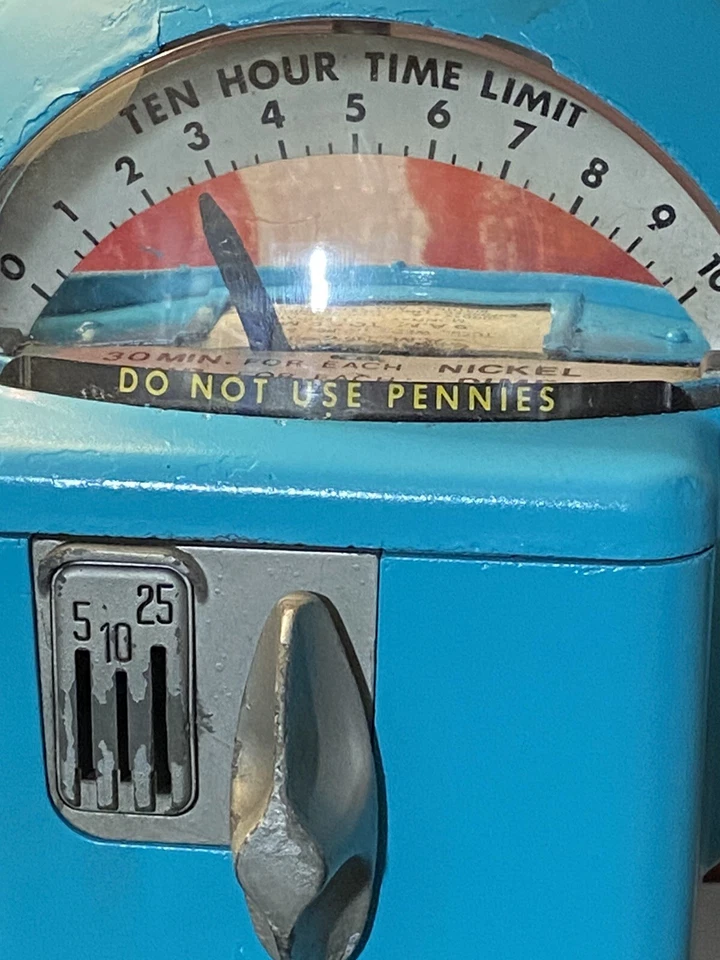 TEN HOUR TIME LIMIT
0 1 2 3 4 5 6 7 8 9 10
30 MIN. FOR EACH NICKEL
DO NOT USE PENNIES
5 10 25